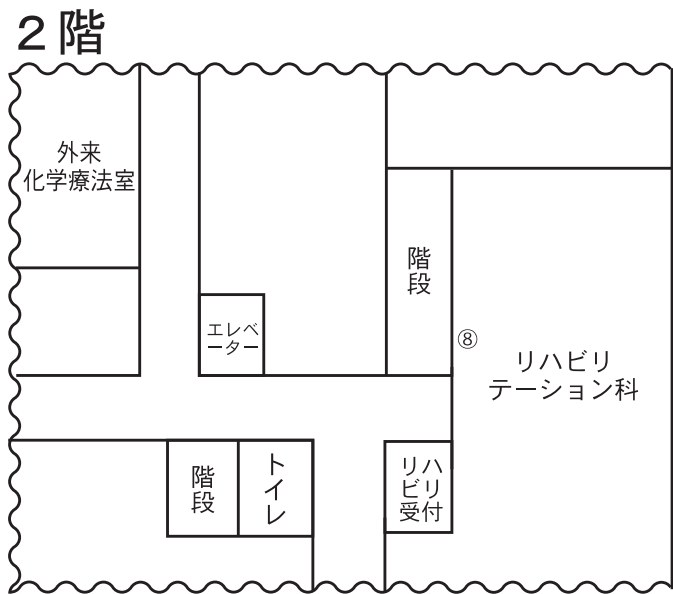 ２階
外来
化学療法室
階段
エレベ
ーター
⑧
リハビリ
テーション科
階段
トイレ
リハ
ビリ
受付